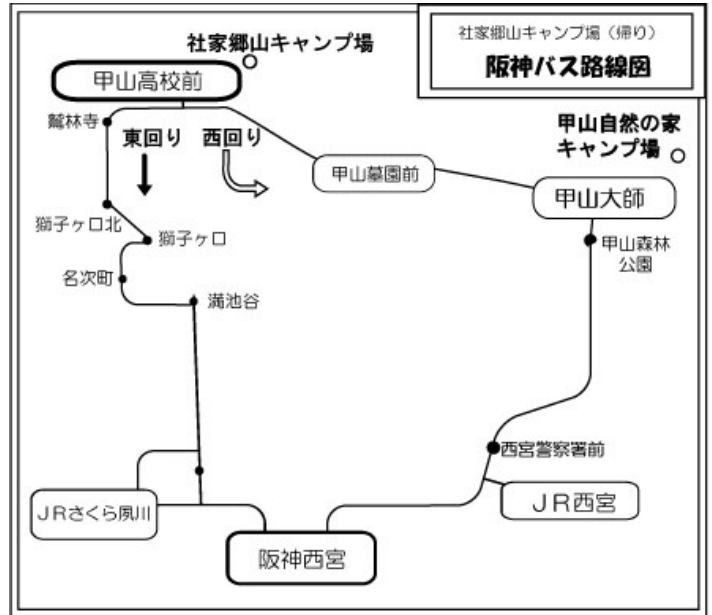 社家郷山キャンプ場（帰り）
阪神バス路線図
社家郷山キャンプ場
甲山高校前
鷲林寺
東回り
西回り
甲山墓園前
甲山自然の家
キャンプ場
甲山大師
甲山森林
公園
獅子ヶ口北
獅子ヶ口
名次町
満池谷
西宮警察署前
ＪＲさくら夙川
ＪＲ西宮
阪神西宮